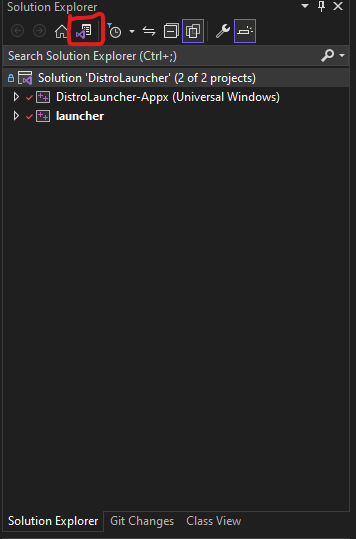 Solution Explorer
Search Solution Explorer (Ctrl+;)
Solution 'DistroLauncher' (2 of 2 projects)
DistroLauncher-Appx (Universal Windows)
launcher
Solution Explorer Git Changes Class View